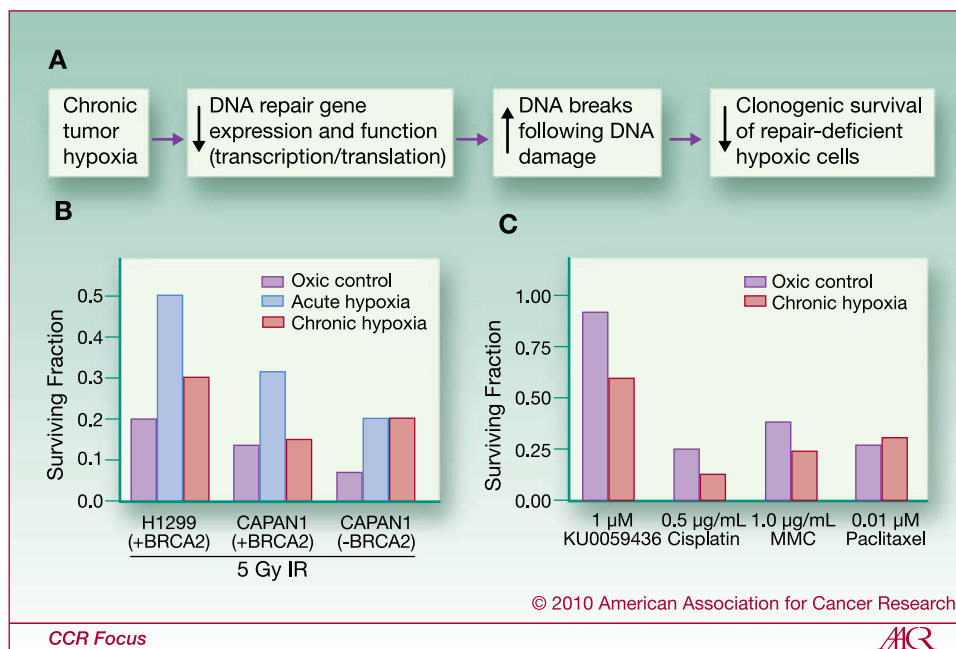 A
Chronic
tumor
hypoxia
DNA repair gene
expression and function
(transcription/translation)
DNA breaks
following DNA
damage
Clonogenic survival
of repair-deficient
hypoxic cells
B
Oxic control
Acute hypoxia
Chronic hypoxia
Surviving Fraction
0.5
0.4
0.3
0.2
0.1
0.0
H1299
(+BRCA2)
CAPAN1
(+BRCA2)
CAPAN1
(-BRCA2)
5 Gy IR
C
Oxic control
Chronic hypoxia
Surviving Fraction
1.00
0.75
0.50
0.25
0.00
1 µM
KU0059436
0.5 µg/mL
Cisplatin
1.0 µg/mL
MMC
0.01 µM
Paclitaxel
© 2010 American Association for Cancer Research
CCR Focus
AACR